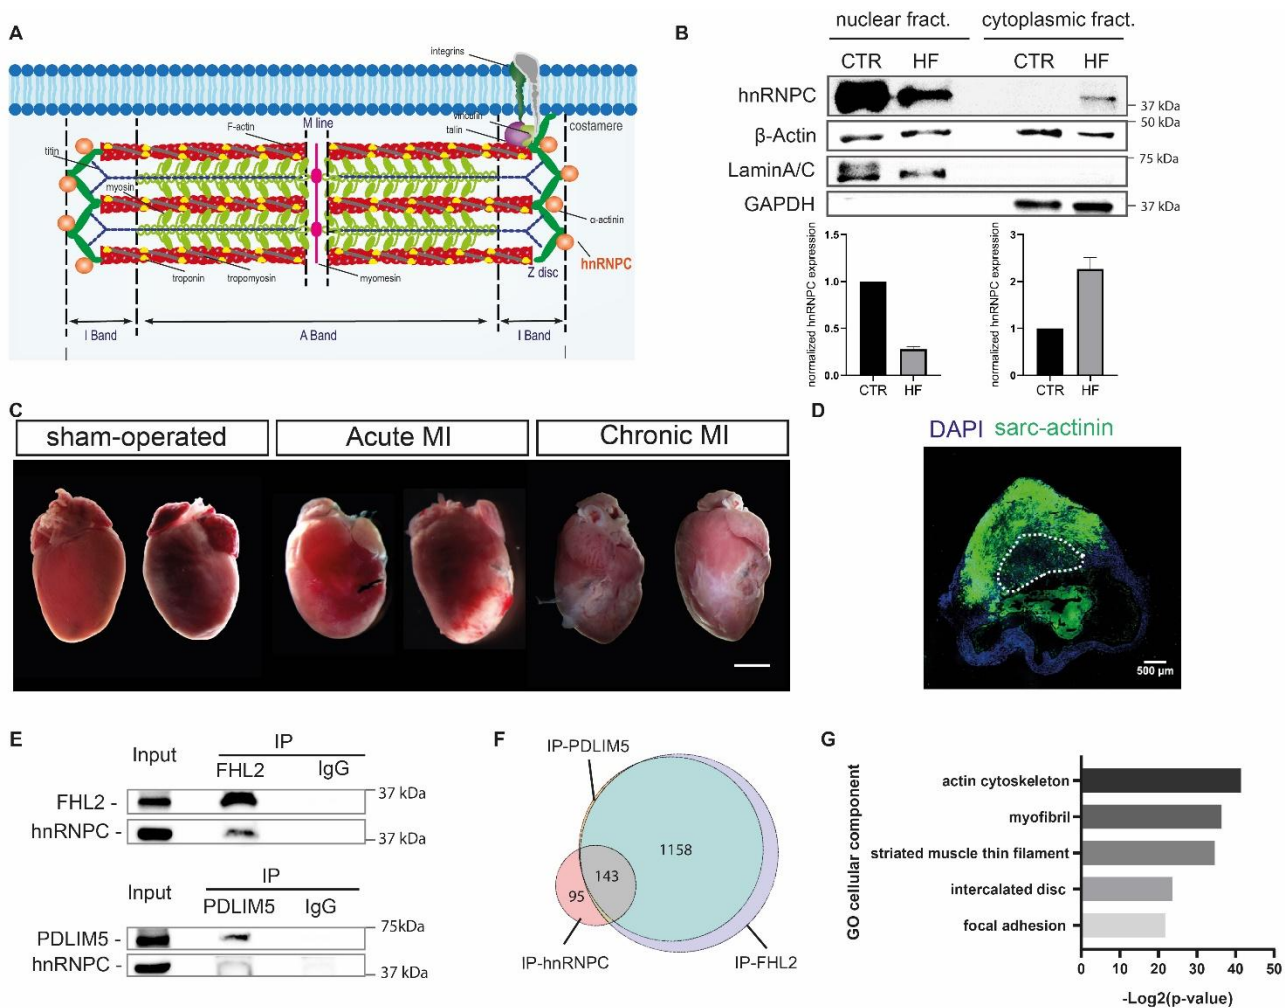 A
integrins
M line
F-actin
vinculin
talin
costamere
titin
myosin
α-actinin
hnRNPC
troponin
tropomyosin
myomesin
Z disc
I Band
A Band
I Band
B
nuclear fract.
cytoplasmic fract.
CTR
HF
CTR
HF
hnRNPC
37 kDa
50 kDa
β-Actin
75 kDa
LaminA/C
GAPDH
37 kDa
normalized hnRNPC expression
1.5
1.0
0.5
0.0
CTR
HF
normalized hnRNPC expression
3
2
1
0
CTR
HF
C
sham-operated
Acute MI
Chronic MI
D
DAPI sarc-actinin
500 µm
E
Input
IP
FHL2
IgG
FHL2 -
37 kDa
hnRNPC -
37 kDa
Input
IP
PDLIM5
IgG
PDLIM5 -
75kDa
hnRNPC -
37 kDa
F
IP-PDLIM5
1158
143
95
IP-hnRNPC
IP-FHL2
G
GO cellular component
actin cytoskeleton
myofibril
striated muscle thin filament
intercalated disc
focal adhesion
0 10 20 30 40 50
-Log2(p-value)